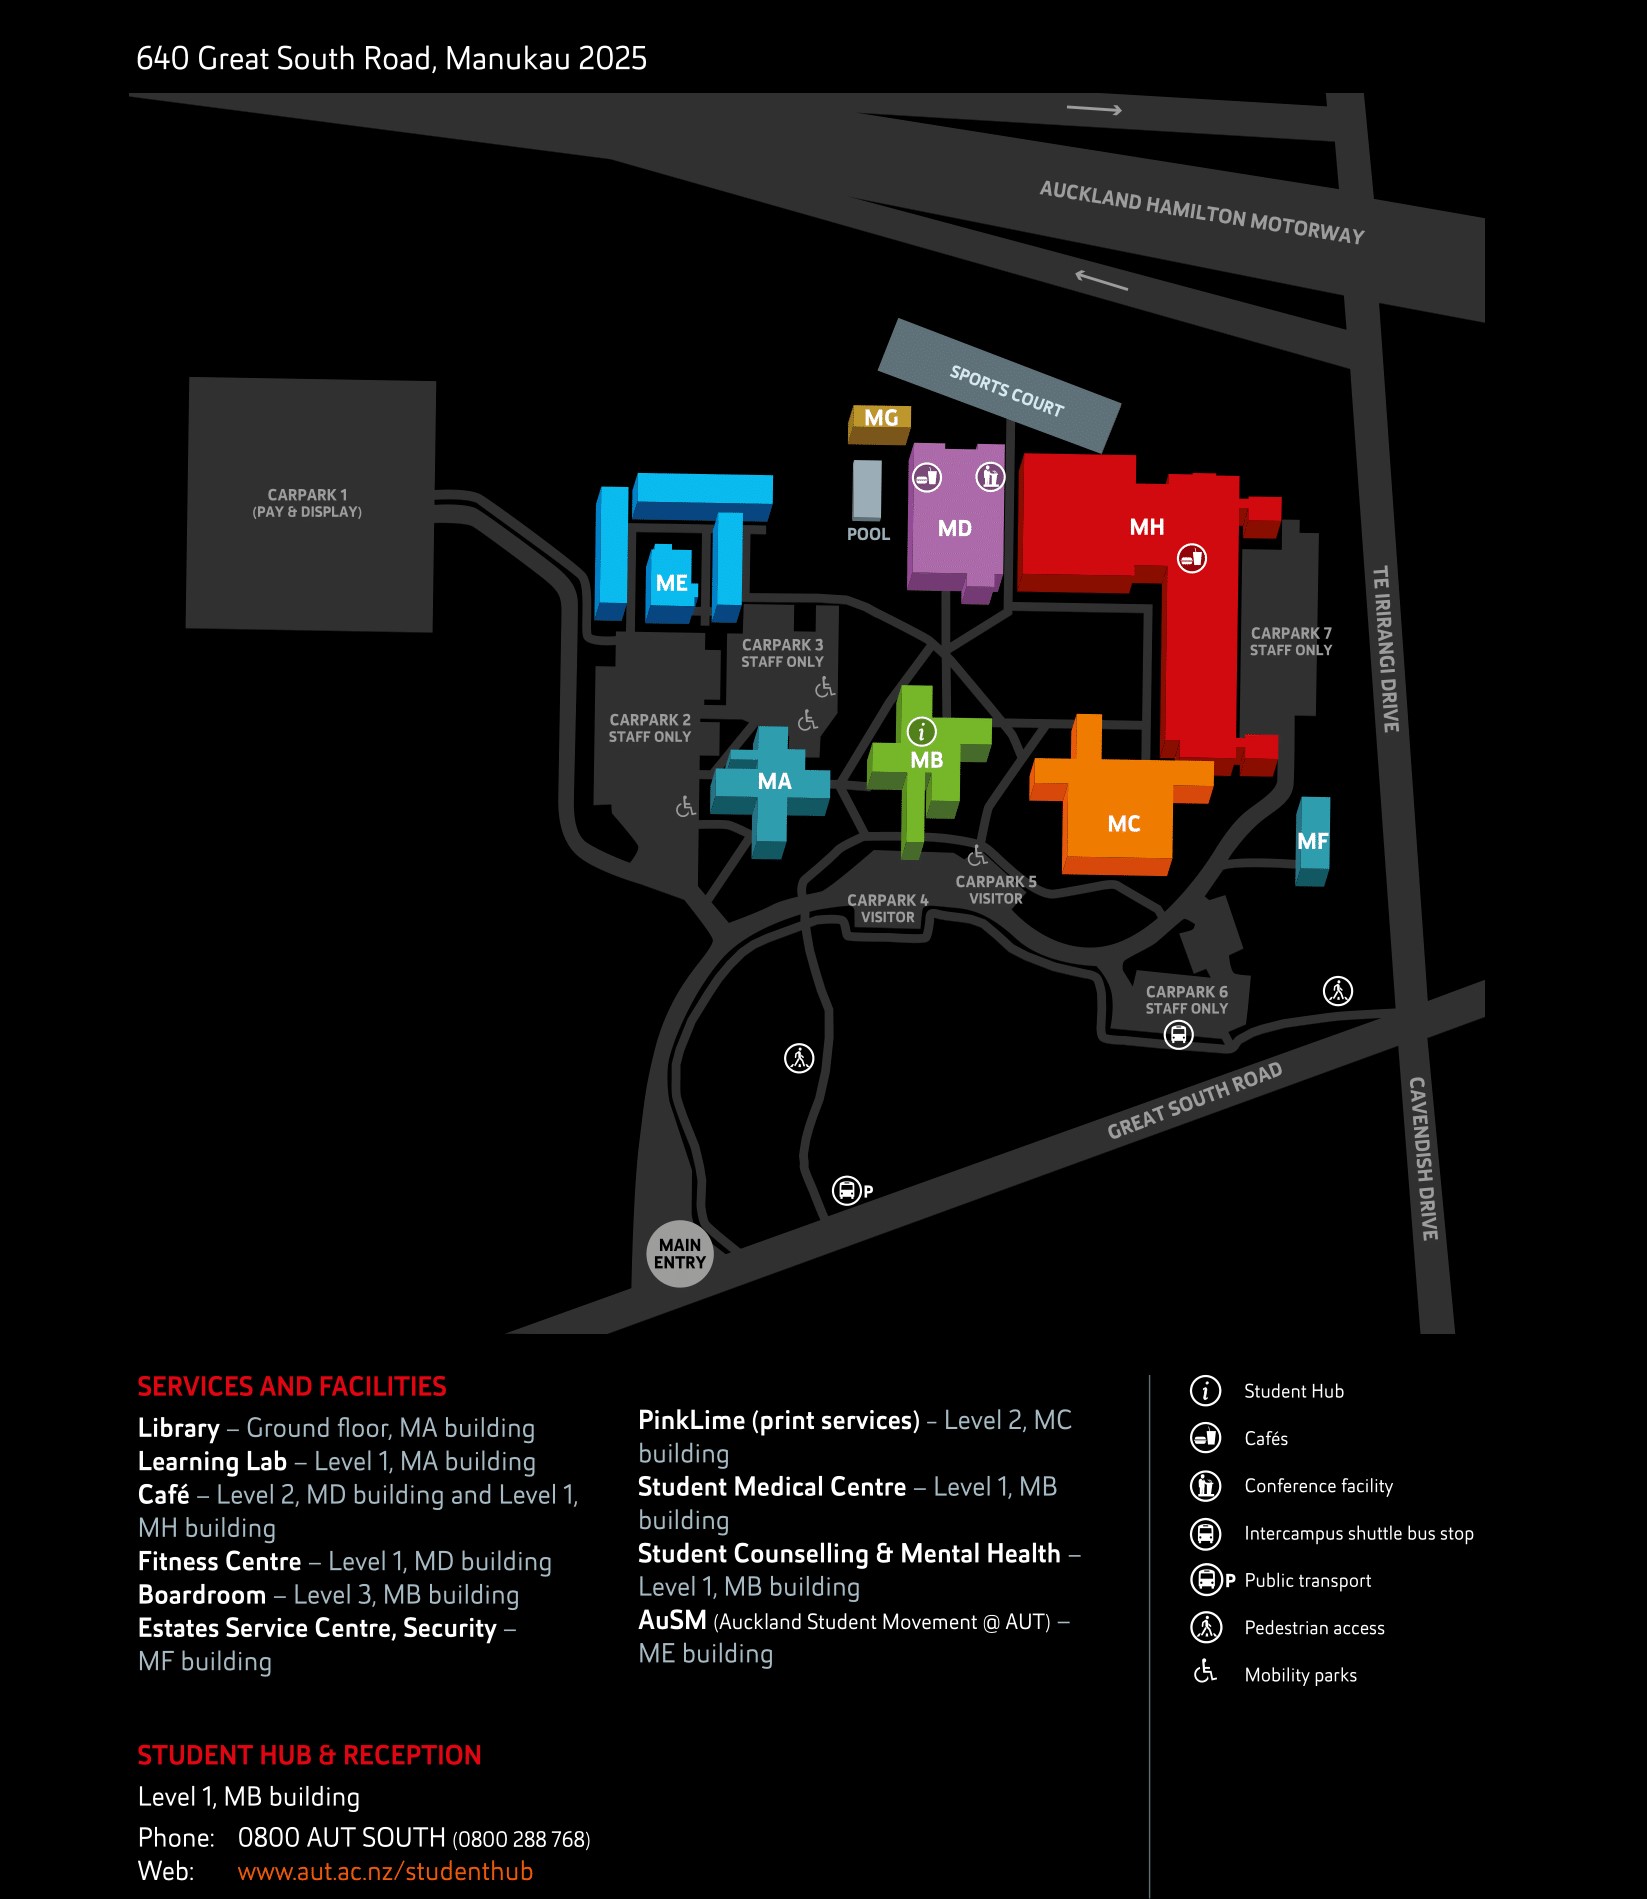 640 Great South Road, Manukau 2025
AUCKLAND HAMILTON MOTORWAY
SPORTS COURT
MG
CARPARK 1
(PAY & DISPLAY)
POOL
MD
MH
ME
TE IRIRANGI DRIVE
CARPARK 3
STAFF ONLY
CARPARK 7
STAFF ONLY
CARPARK 2
STAFF ONLY
i
MB
MA
MC
MF
CARPARK 5
VISITOR
CARPARK 4
VISITOR
CARPARK 6
STAFF ONLY
GREAT SOUTH ROAD
CAVENDISH DRIVE
P
MAIN
ENTRY
SERVICES AND FACILITIES
Library – Ground floor, MA building
Learning Lab – Level 1, MA building
Café – Level 2, MD building and Level 1,
MH building
Fitness Centre – Level 1, MD building
Boardroom – Level 3, MB building
Estates Service Centre, Security –
MF building
PinkLime (print services) – Level 2, MC
building
Student Medical Centre – Level 1, MB
building
Student Counselling & Mental Health –
Level 1, MB building
AuSM (Auckland Student Movement @ AUT) –
ME building
i Student Hub
Cafés
Conference facility
Intercampus shuttle bus stop
P Public transport
Pedestrian access
Mobility parks
STUDENT HUB & RECEPTION
Level 1, MB building
Phone: 0800 AUT SOUTH (0800 288 768)
Web: www.aut.ac.nz/studenthub